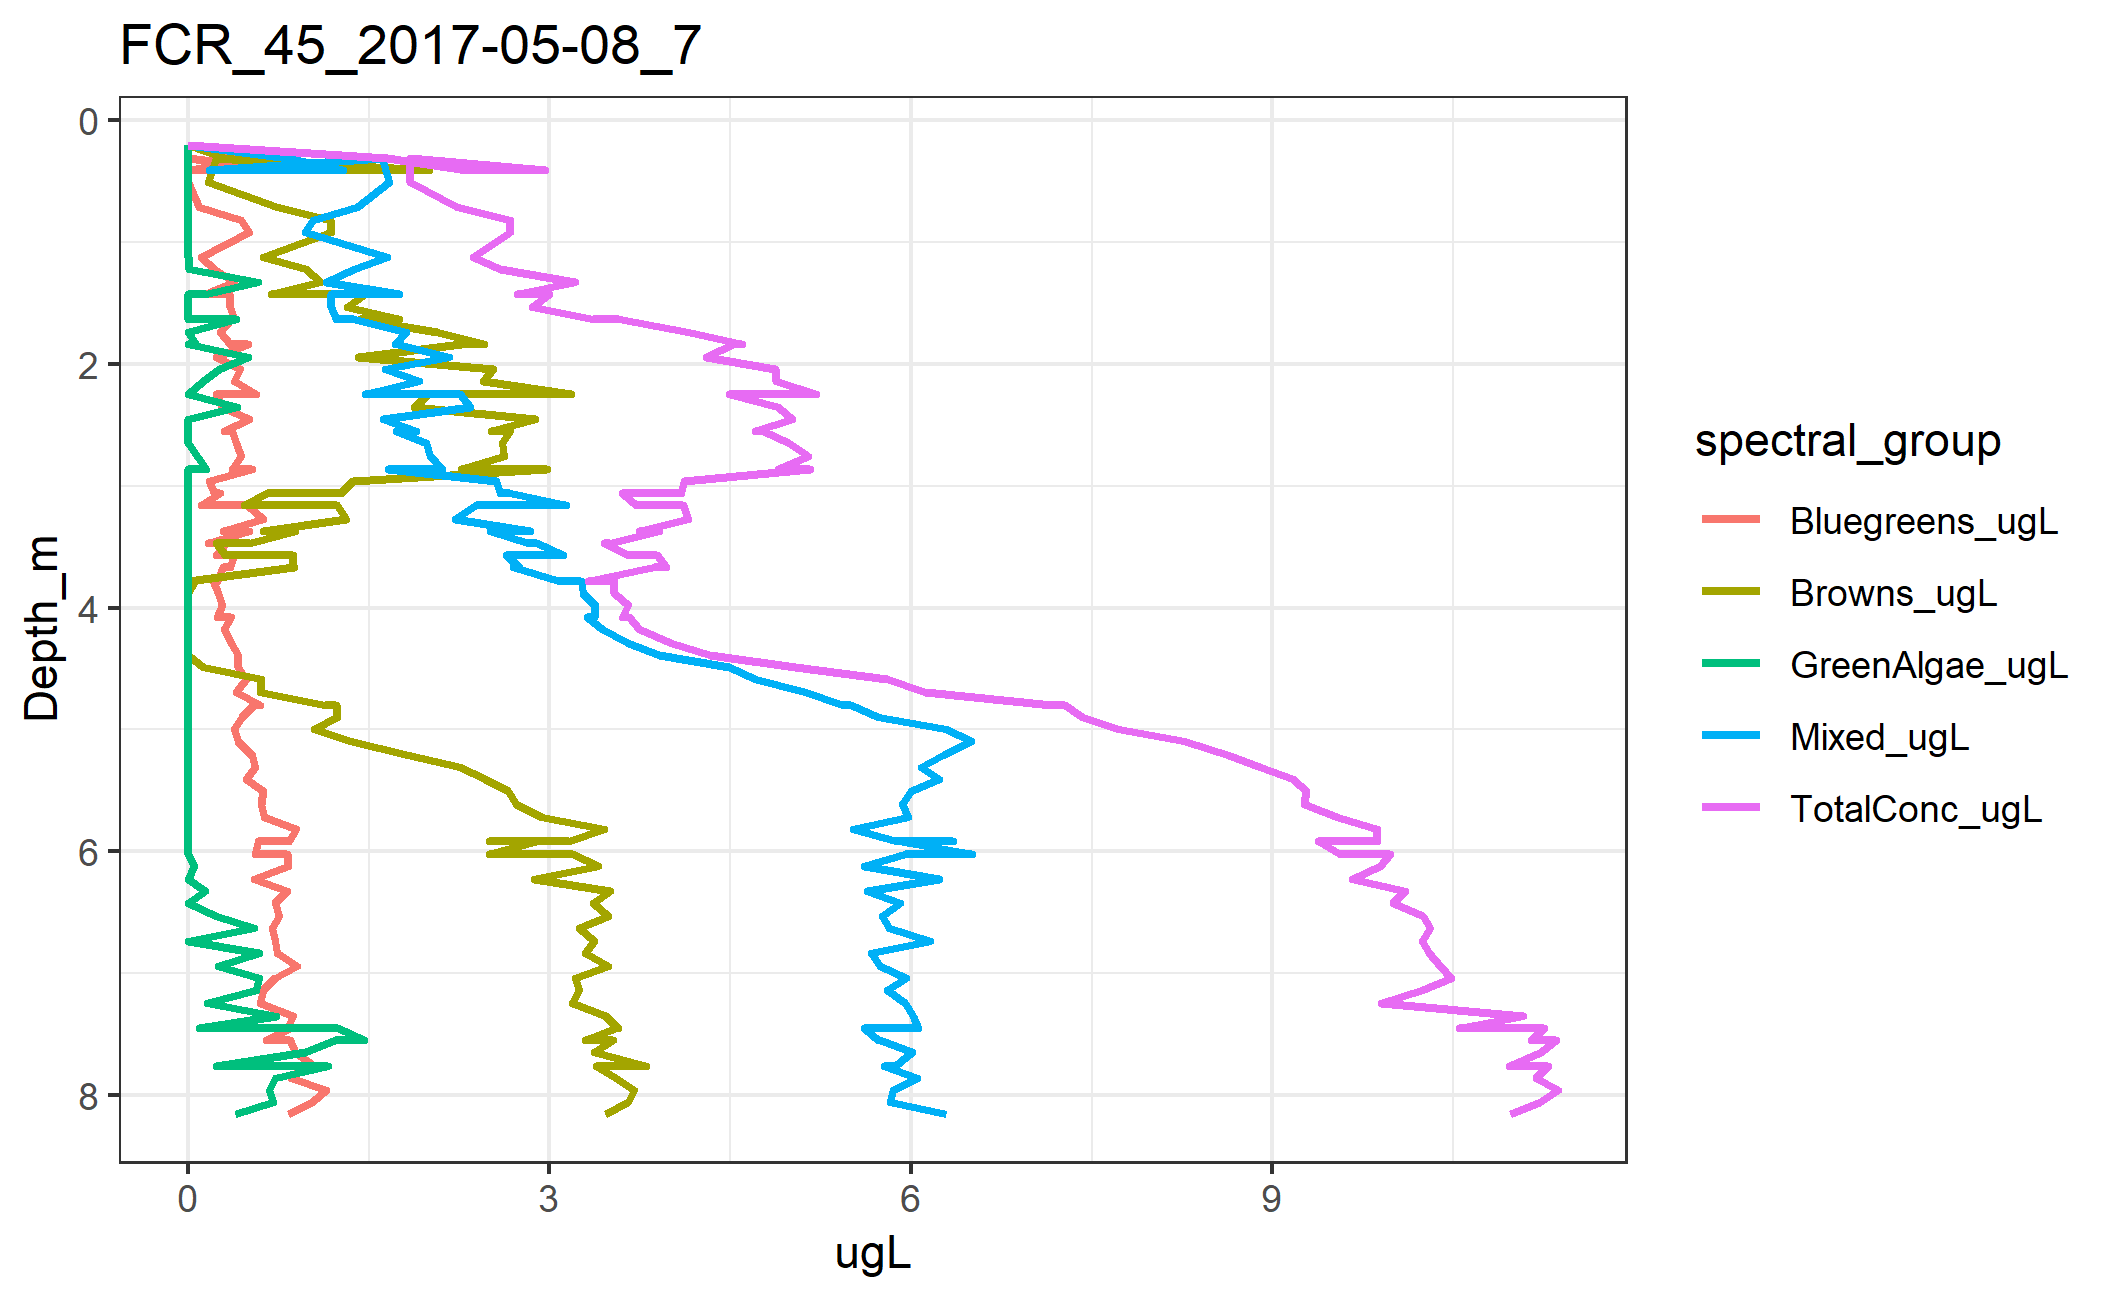 FCR_45_2017-05-08_7
0
2
4
6
8
Depth_m
0 3 6 9
ugL
spectral_group
Bluegreens_ugL
Browns_ugL
GreenAlgae_ugL
Mixed_ugL
TotalConc_ugL